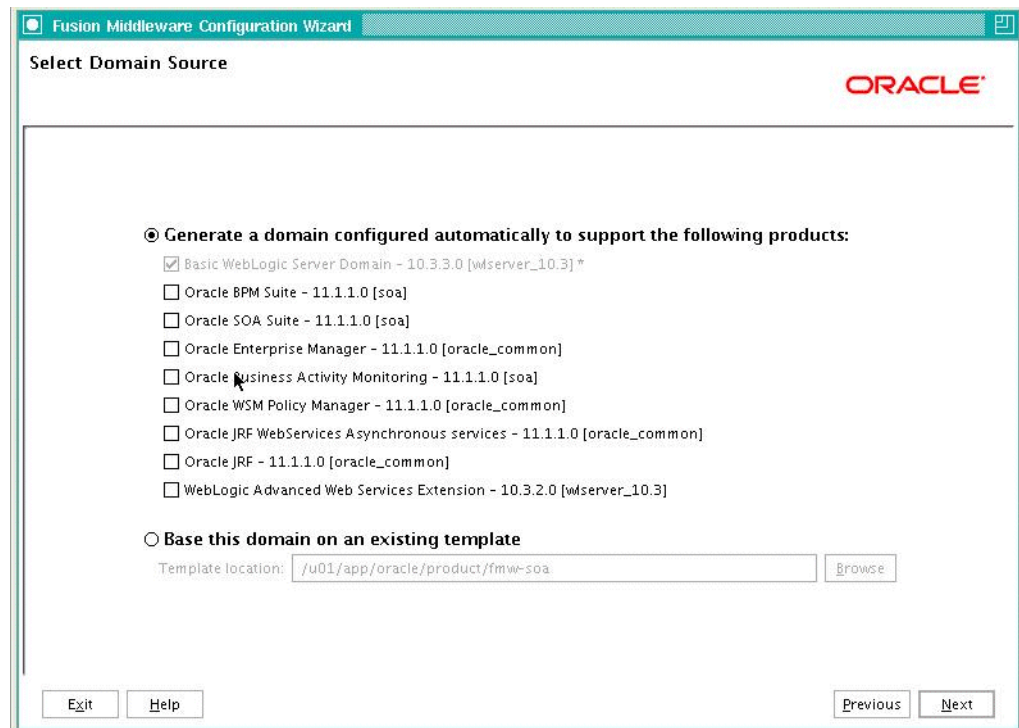 Fusion Middleware Configuration Wizard
Select Domain Source
ORACLE
Generate a domain configured automatically to support the following products:
Basic WebLogic Server Domain - 10.3.3.0 [wlserver_10.3] *
Oracle BPM Suite - 11.1.1.0 [soa]
Oracle SOA Suite - 11.1.1.0 [soa]
Oracle Enterprise Manager - 11.1.1.0 [oracle_common]
Oracle Business Activity Monitoring - 11.1.1.0 [soa]
Oracle WSM Policy Manager - 11.1.1.0 [oracle_common]
Oracle JRF WebServices Asynchronous services - 11.1.1.0 [oracle_common]
Oracle JRF - 11.1.1.0 [oracle_common]
WebLogic Advanced Web Services Extension - 10.3.2.0 [wlserver_10.3]
Base this domain on an existing template
Template location: /u01/app/oracle/product/fmw-soa Browse
Exit Help Previous Next